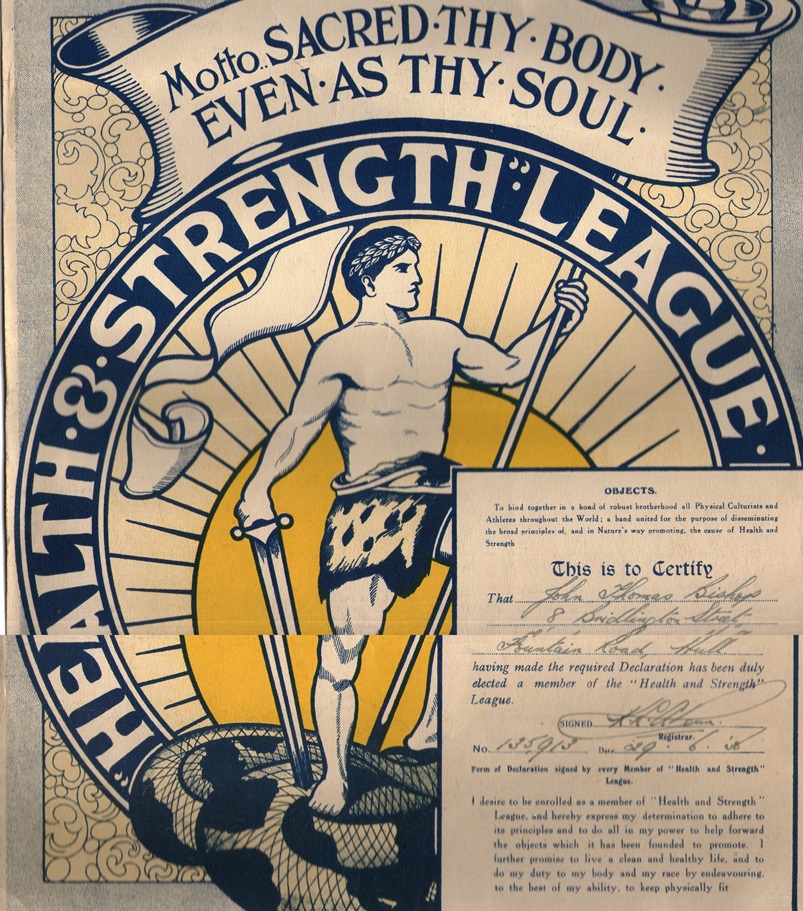 Motto. SACRED·THY·BODY·
EVEN·AS THY·SOUL·
"HEALTH·&·STRENGTH" LEAGUE·
OBJECTS.
To bind together in a bond of robust brotherhood all Physical Culturists and
Athletes throughout the World; a band united for the purpose of disseminating
the broad principles of, and in Nature's way promoting, the cause of Health and
Strength
This is to Certify
That John Thomas Bishop
8 Bridlington Street,
Fountain Road, Hull
having made the required Declaration has been duly
elected a member of the "Health and Strength"
League.
SIGNED
Registrar.
No. 135913 Date 29. 6. '36
Form of Declaration signed by every Member of "Health and Strength"
League.
I desire to be enrolled as a member of "Health and Strength"
League, and hereby express my determination to adhere to
its principles and to do all in my power to help forward
the objects which it has been founded to promote. I
further promise to live a clean and healthy life, and to
do my duty to my body and my race by endeavouring,
to the best of my ability, to keep physically fit